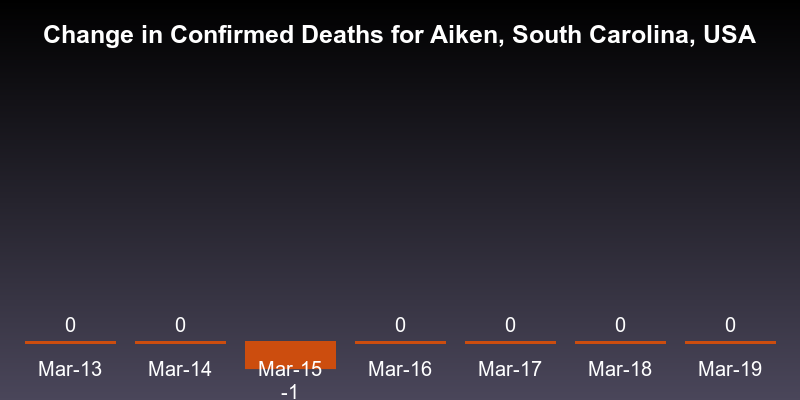 Change in Confirmed Deaths for Aiken, South Carolina, USA
0 0 0 0 0 0
Mar-13 Mar-14 Mar-15 Mar-16 Mar-17 Mar-18 Mar-19
-1